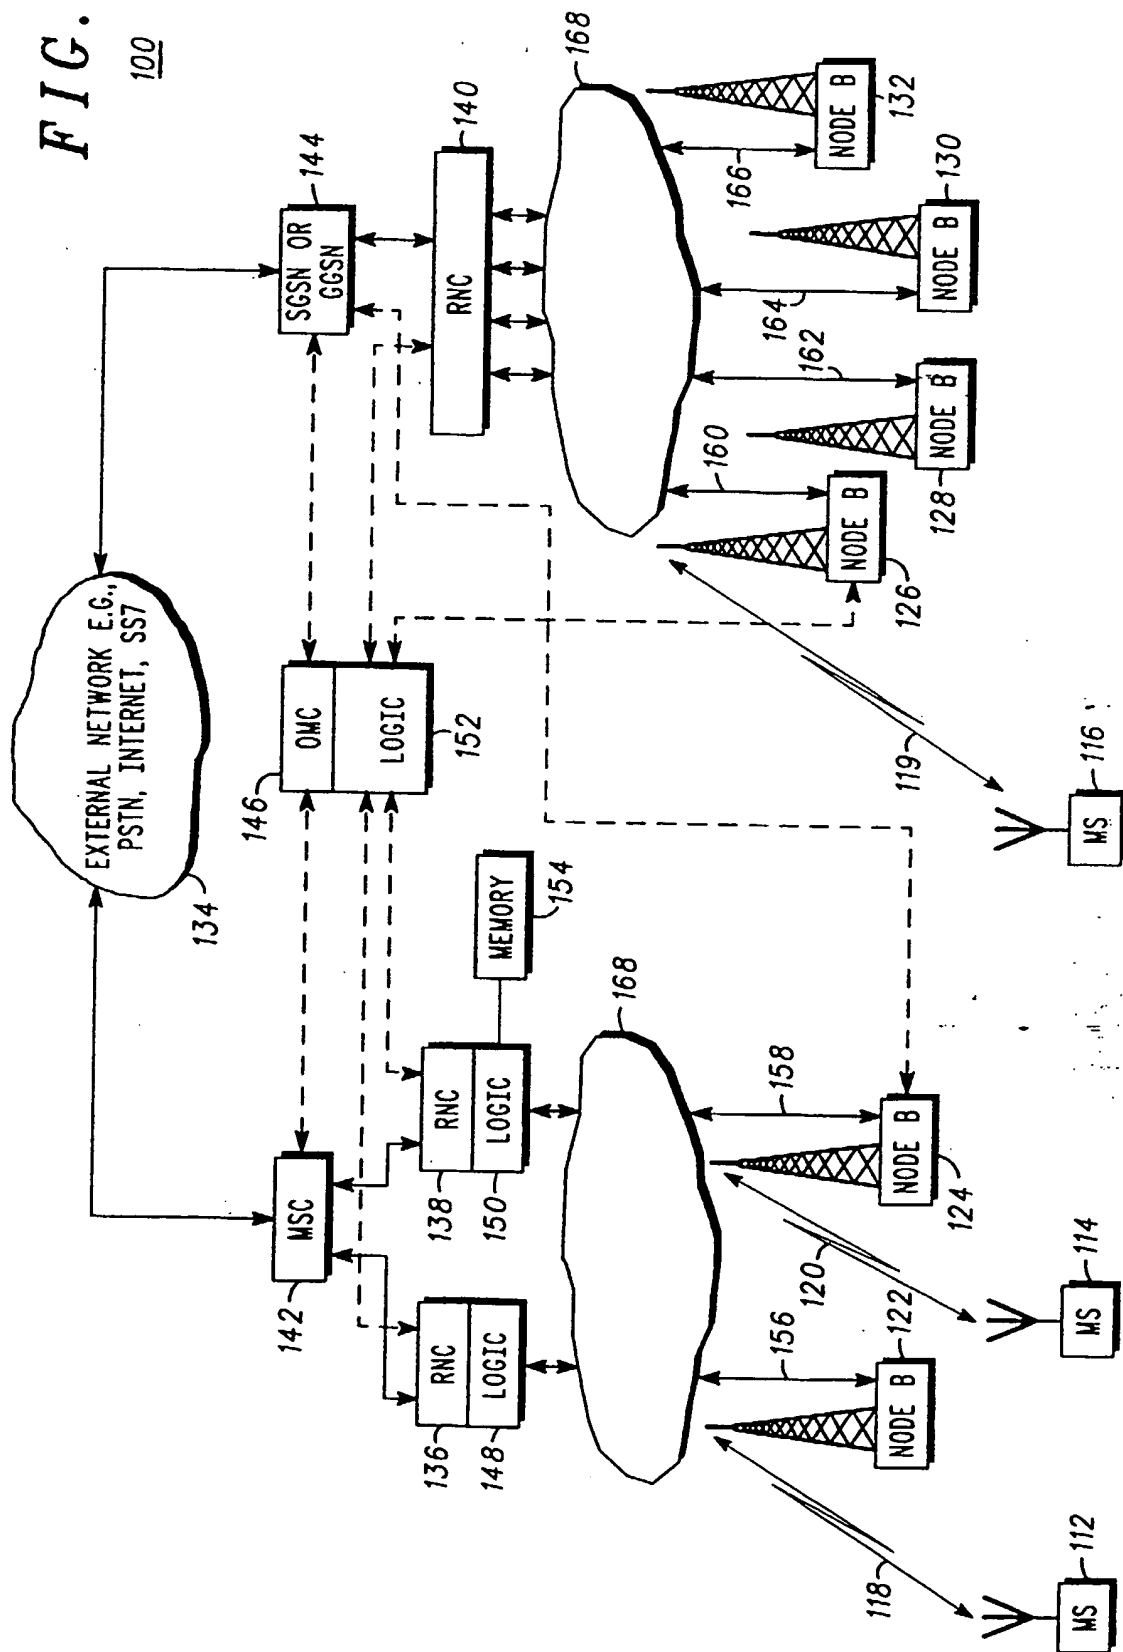 FIG.
100
EXTERNAL NETWORK E.G.,
PSTN, INTERNET, SS7
134
MSC
142
146
OMC
LOGIC
152
SGSN OR
GGSN
144
RNC
136
LOGIC
148
RNC
138
LOGIC
150
MEMORY
154
RNC
140
168
168
156
158
160
162
164
166
NODE B
122
NODE B
124
NODE B
126
NODE B
128
NODE B
130
NODE B
132
118
120
119
MS
112
MS
114
MS
116